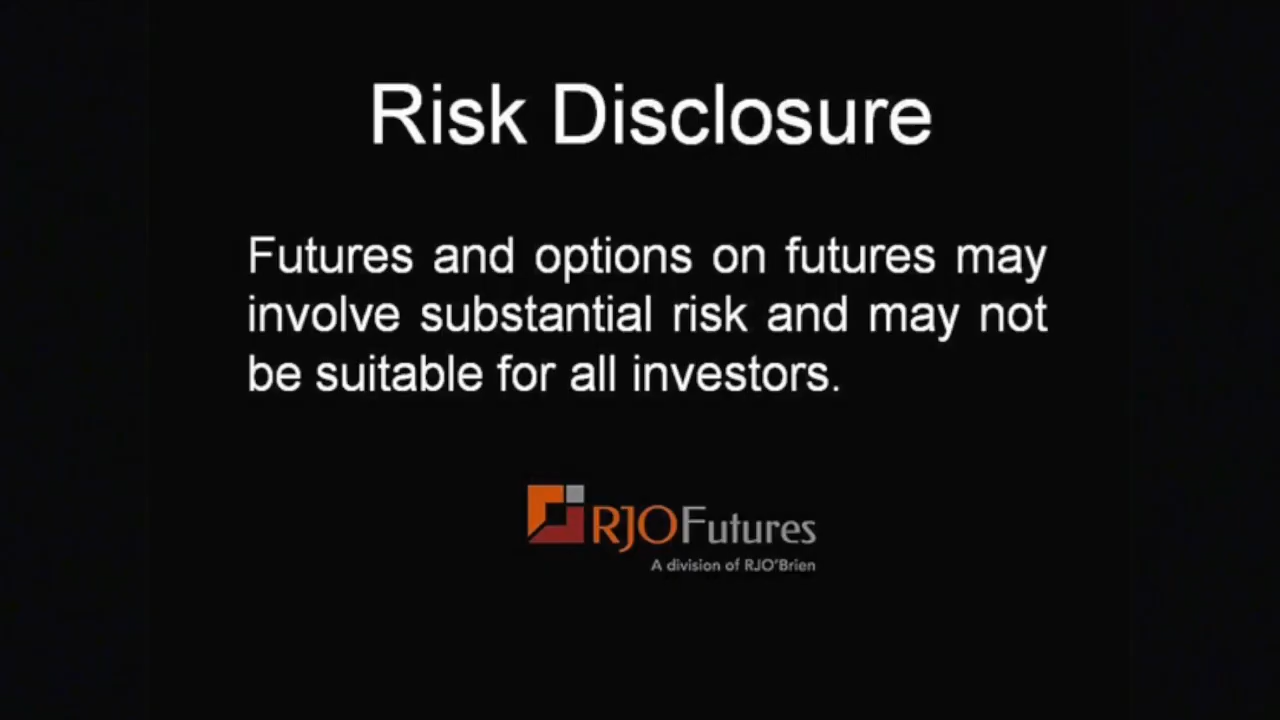 Risk Disclosure
Futures and options on futures may
involve substantial risk and may not
be suitable for all investors.
RJOFutures
A division of RJO'Brien